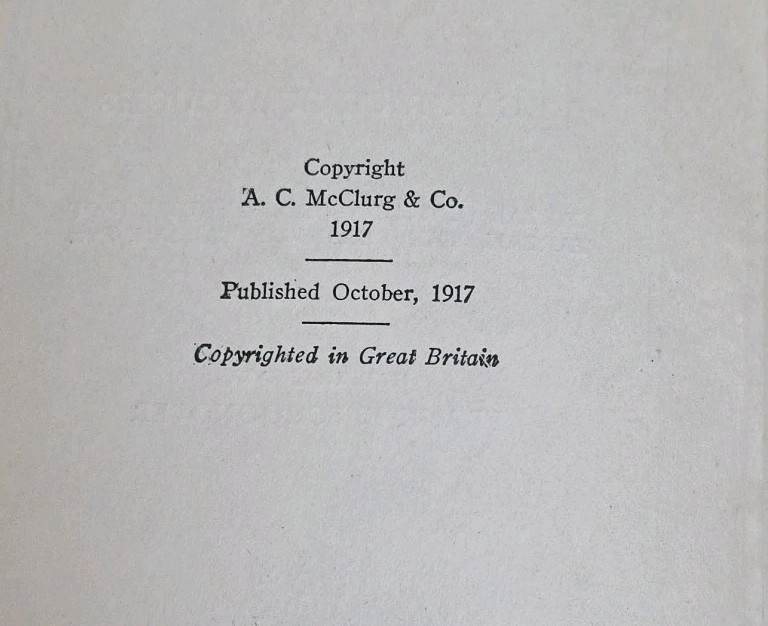 Copyright
A. C. McClurg & Co.
1917
Published October, 1917
Copyrighted in Great Britain